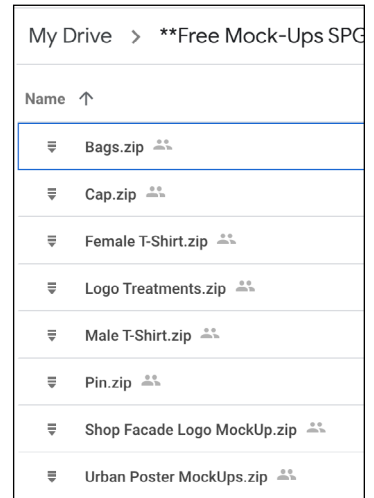 My Drive > **Free Mock-Ups SPG
Name ↑
Bags.zip
Cap.zip
Female T-Shirt.zip
Logo Treatments.zip
Male T-Shirt.zip
Pin.zip
Shop Facade Logo MockUp.zip
Urban Poster MockUps.zip